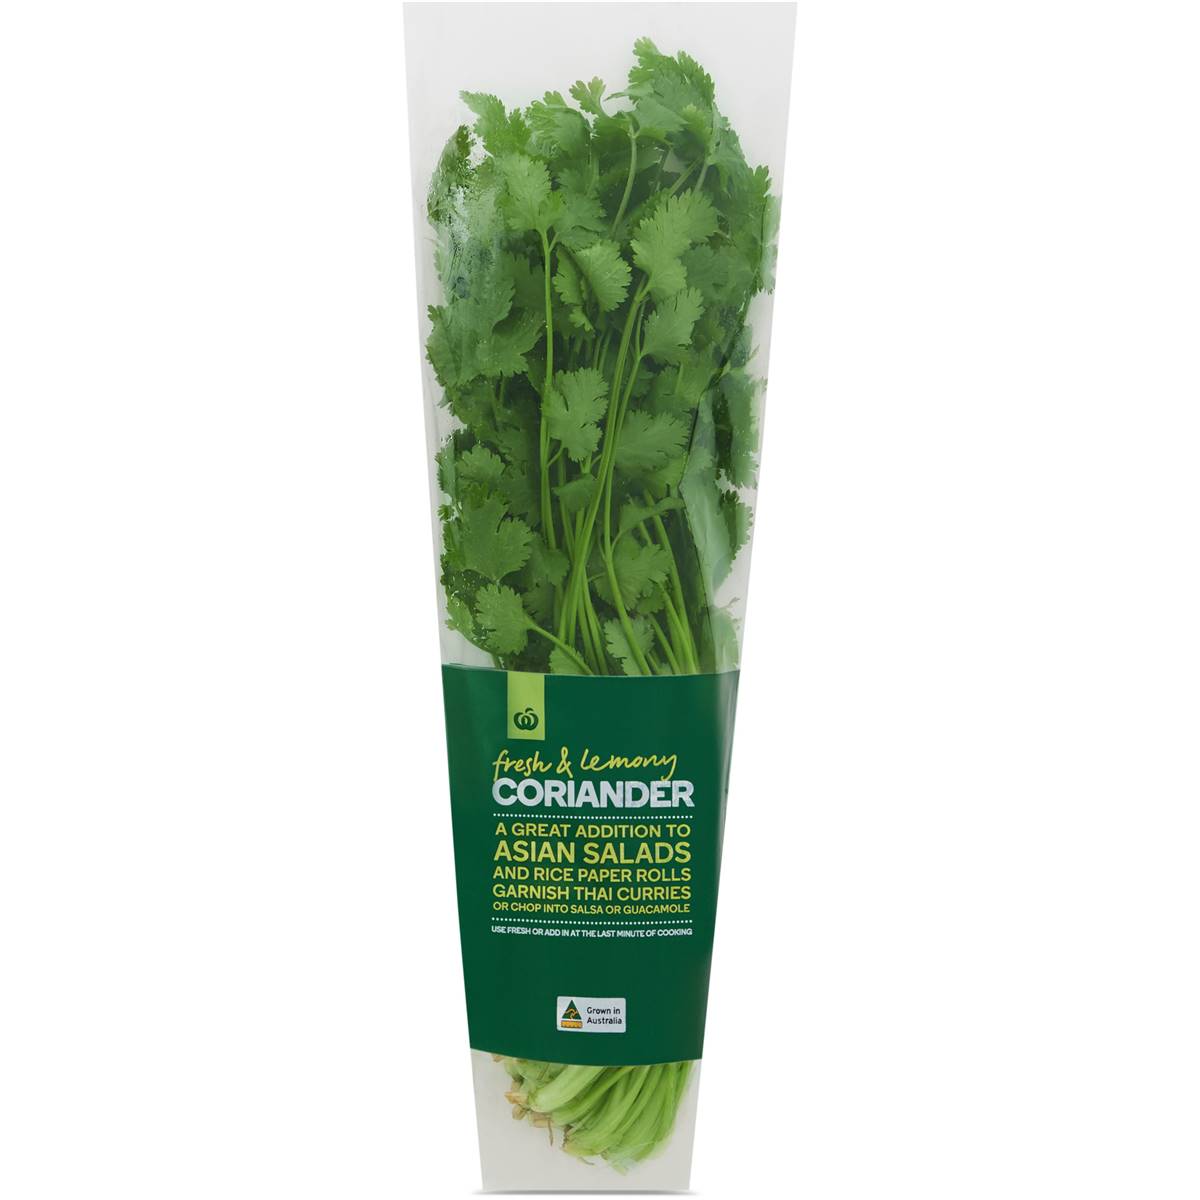 fresh & lemony
CORIANDER
A GREAT ADDITION TO
ASIAN SALADS
AND RICE PAPER ROLLS
GARNISH THAI CURRIES
OR CHOP INTO SALSA OR GUACAMOLE
USE FRESH OR ADD IN AT THE LAST MINUTE OF COOKING
Grown in
Australia